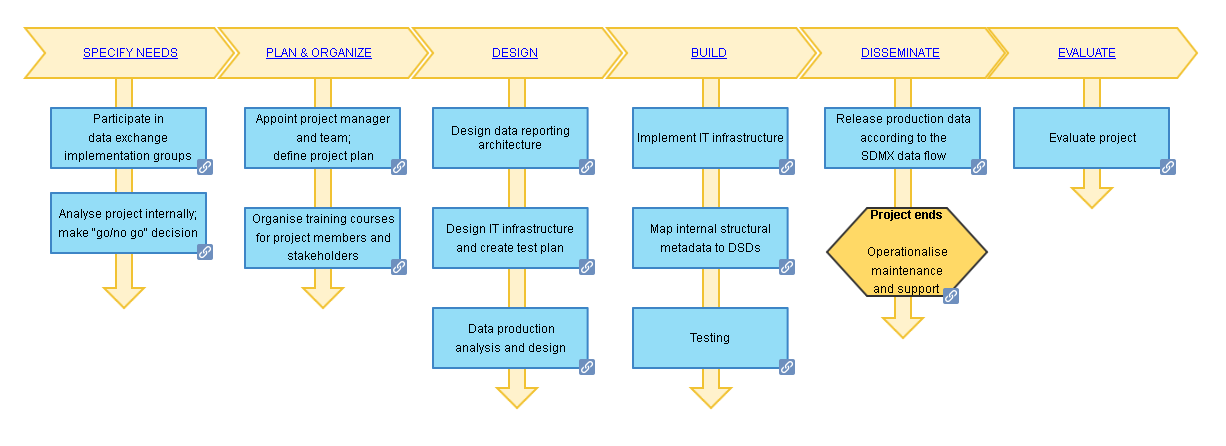 SPECIFY NEEDS
PLAN & ORGANIZE
DESIGN
BUILD
DISSEMINATE
EVALUATE
Participate in
data exchange
implementation groups
Analyse project internally;
make "go/no go" decision
Appoint project manager
and team;
define project plan
Organise training courses
for project members and
stakeholders
Design data reporting
architecture
Design IT infrastructure
and create test plan
Data production
analysis and design
Implement IT infrastructure
Map internal structural
metadata to DSDs
Testing
Release production data
according to the
SDMX data flow
Project ends
Operationalise
maintenance
and support
Evaluate project